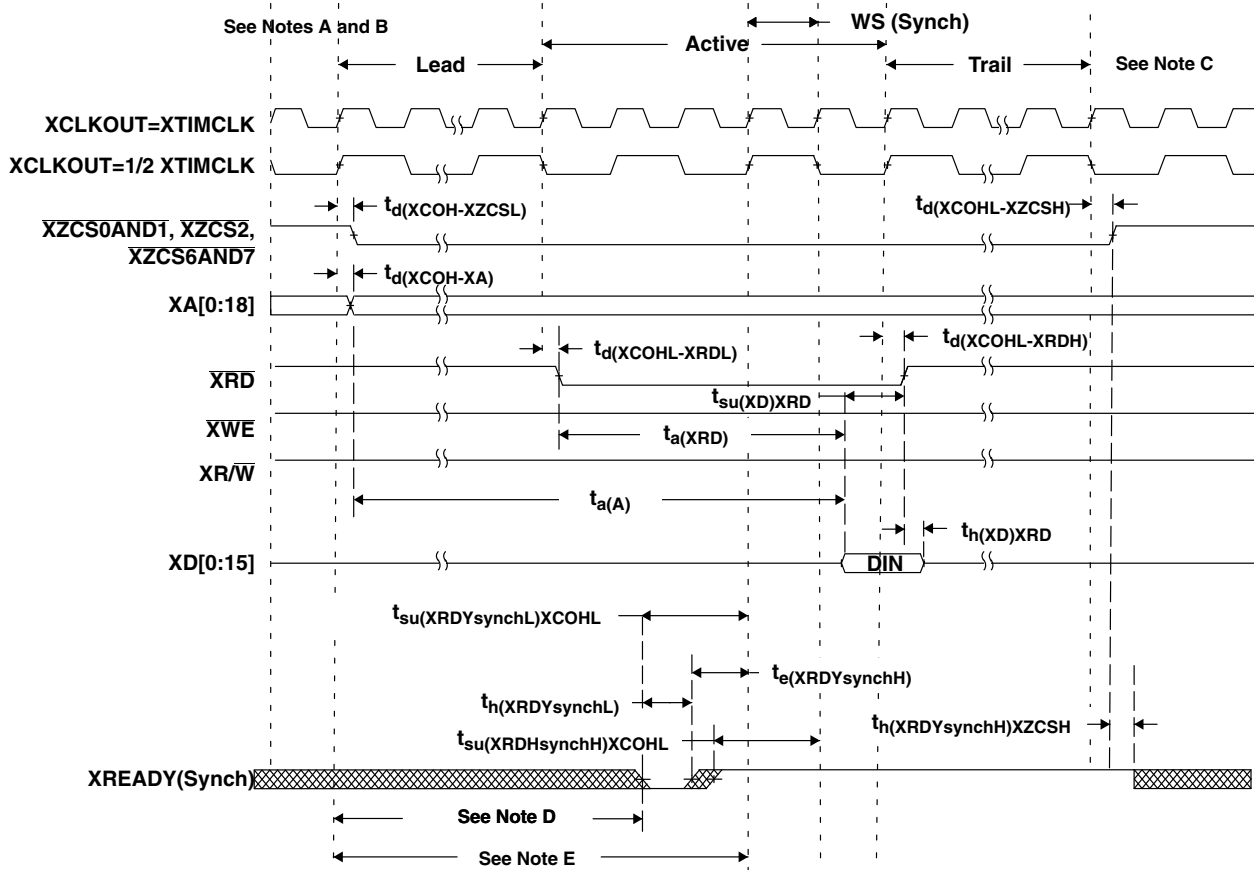 See Notes A and B
WS (Synch)
Active
Lead
Trail
See Note C
XCLKOUT=XTIMCLK
XCLKOUT=1/2 XTIMCLK
td(XCOH-XZCSL)
td(XCOHL-XZCSH)
XZCS0AND1, XZCS2,
XZCS6AND7
td(XCOH-XA)
XA[0:18]
td(XCOHL-XRDL)
td(XCOHL-XRDH)
XRD
tsu(XD)XRD
XWE
ta(XRD)
XR/W
ta(A)
th(XD)XRD
XD[0:15]
DIN
tsu(XRDYsynchL)XCOHL
te(XRDYsynchH)
th(XRDYsynchL)
th(XRDYsynchH)XZCSH
tsu(XRDHsynchH)XCOHL
XREADY(Synch)
See Note D
See Note E